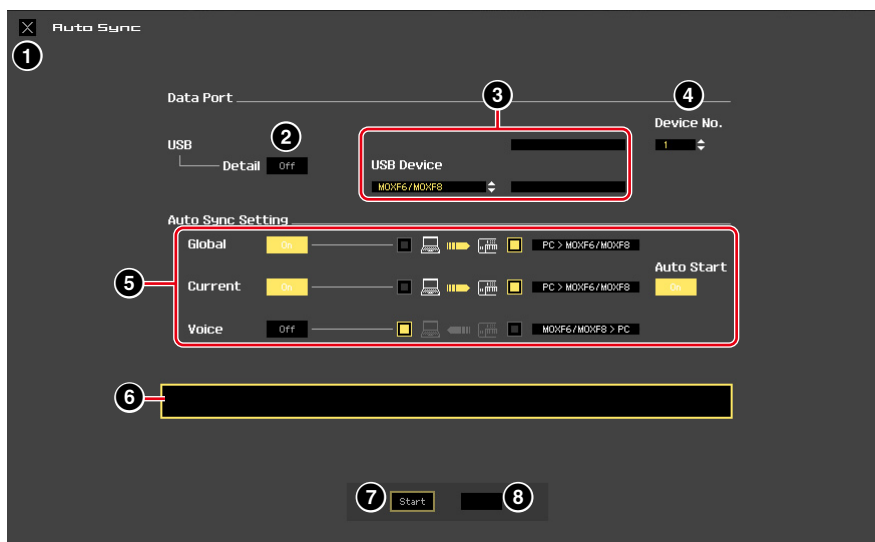 Auto Sync
1
Data Port
2
3
4
Device No.
USB
1
Detail Off
USB Device
MOXF6/MOXF8
Auto Sync Setting
Global On PC > MOXF6/MOXF8
Auto Start
5
Current On PC > MOXF6/MOXF8 On
Voice Off MOXF6/MOXF8 > PC
6
7 Start 8